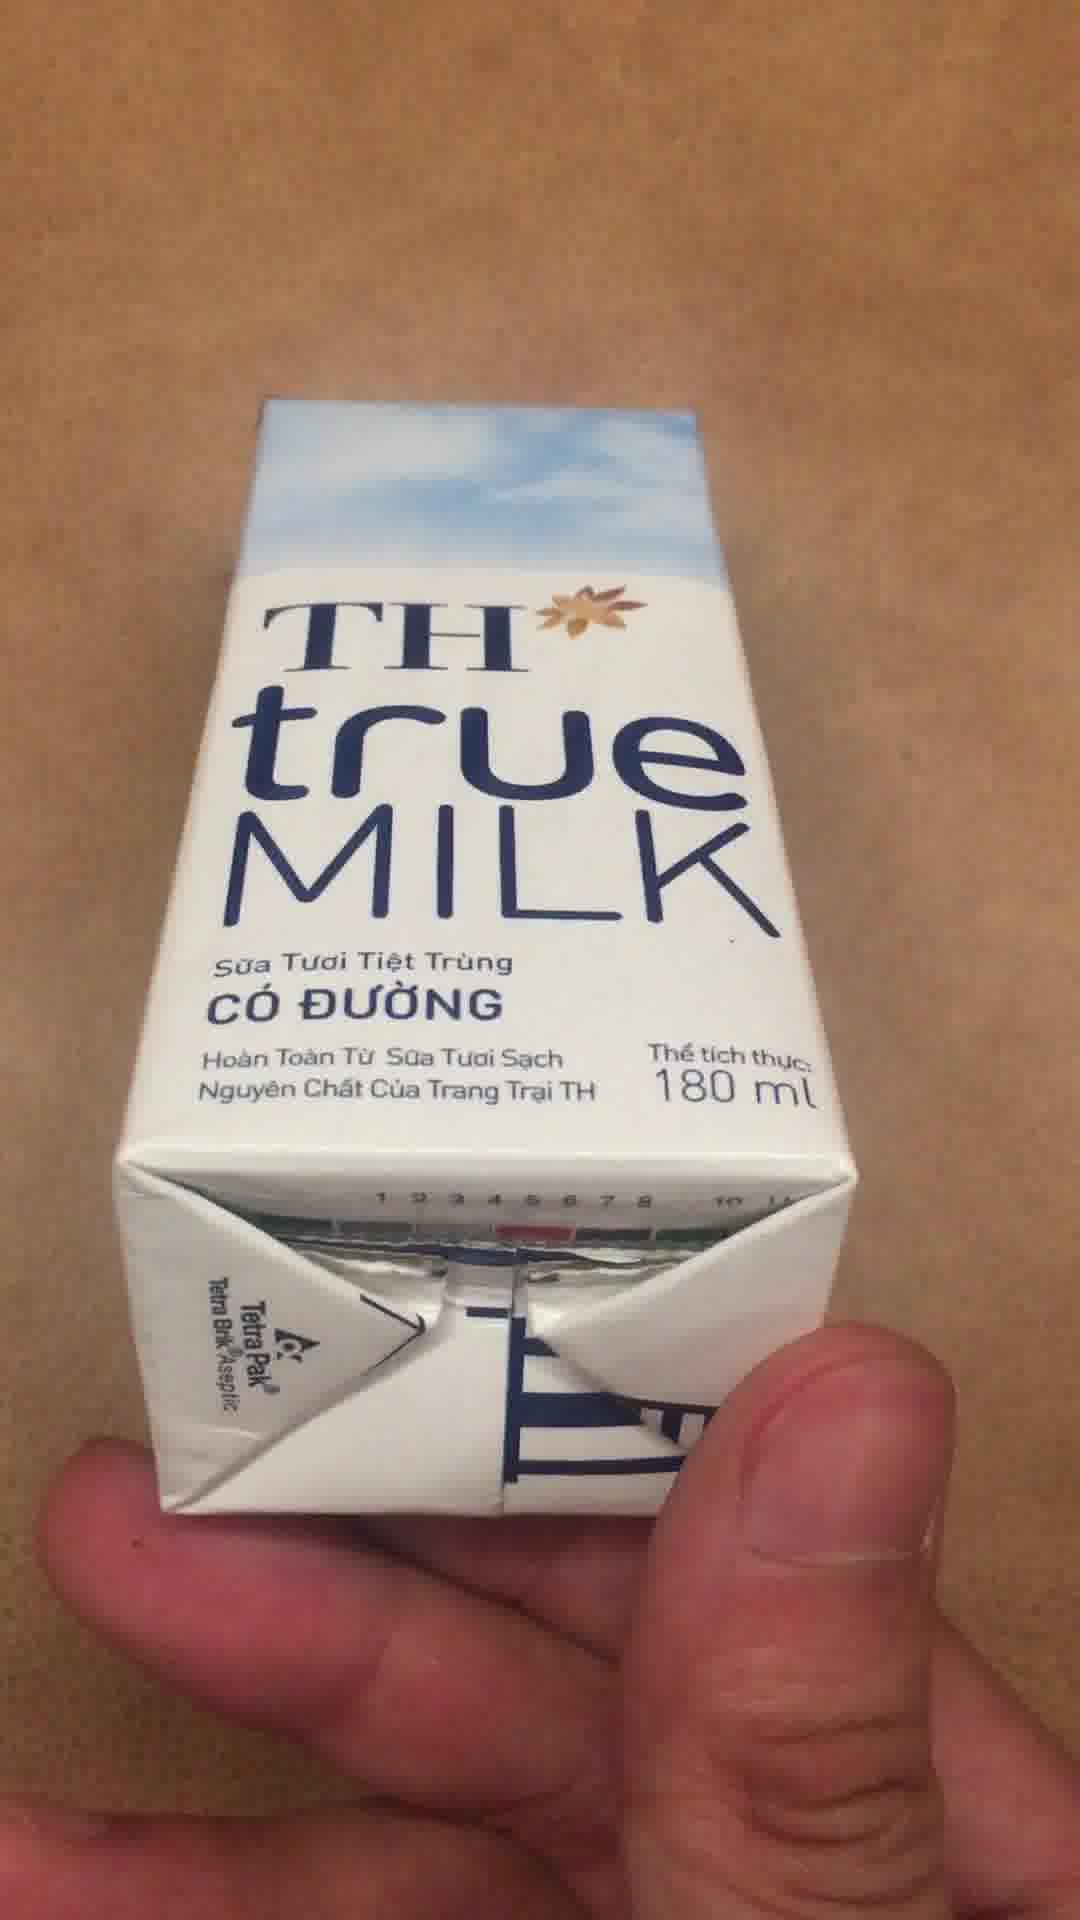 TH
true
MILK
Sữa Tươi Tiệt Trùng
CÓ ĐƯỜNG
Hoàn Toàn Từ Sữa Tươi Sạch
Nguyên Chất Của Trang Trại TH
Thể tích thực:
180 ml
1 2 3 4 5 6 7 8 10
Tetra Pak®
Tetra Brik® Aseptic